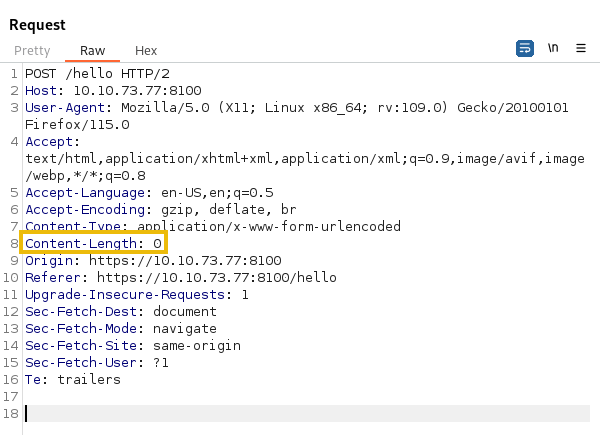 Request
Pretty Raw Hex \n
1 POST /hello HTTP/2
2 Host: 10.10.73.77:8100
3 User-Agent: Mozilla/5.0 (X11; Linux x86_64; rv:109.0) Gecko/20100101
Firefox/115.0
4 Accept:
text/html,application/xhtml+xml,application/xml;q=0.9,image/avif,image
/webp,*/*;q=0.8
5 Accept-Language: en-US,en;q=0.5
6 Accept-Encoding: gzip, deflate, br
7 Content-Type: application/x-www-form-urlencoded
8 Content-Length: 0
9 Origin: https://10.10.73.77:8100
10 Referer: https://10.10.73.77:8100/hello
11 Upgrade-Insecure-Requests: 1
12 Sec-Fetch-Dest: document
13 Sec-Fetch-Mode: navigate
14 Sec-Fetch-Site: same-origin
15 Sec-Fetch-User: ?1
16 Te: trailers
17
18